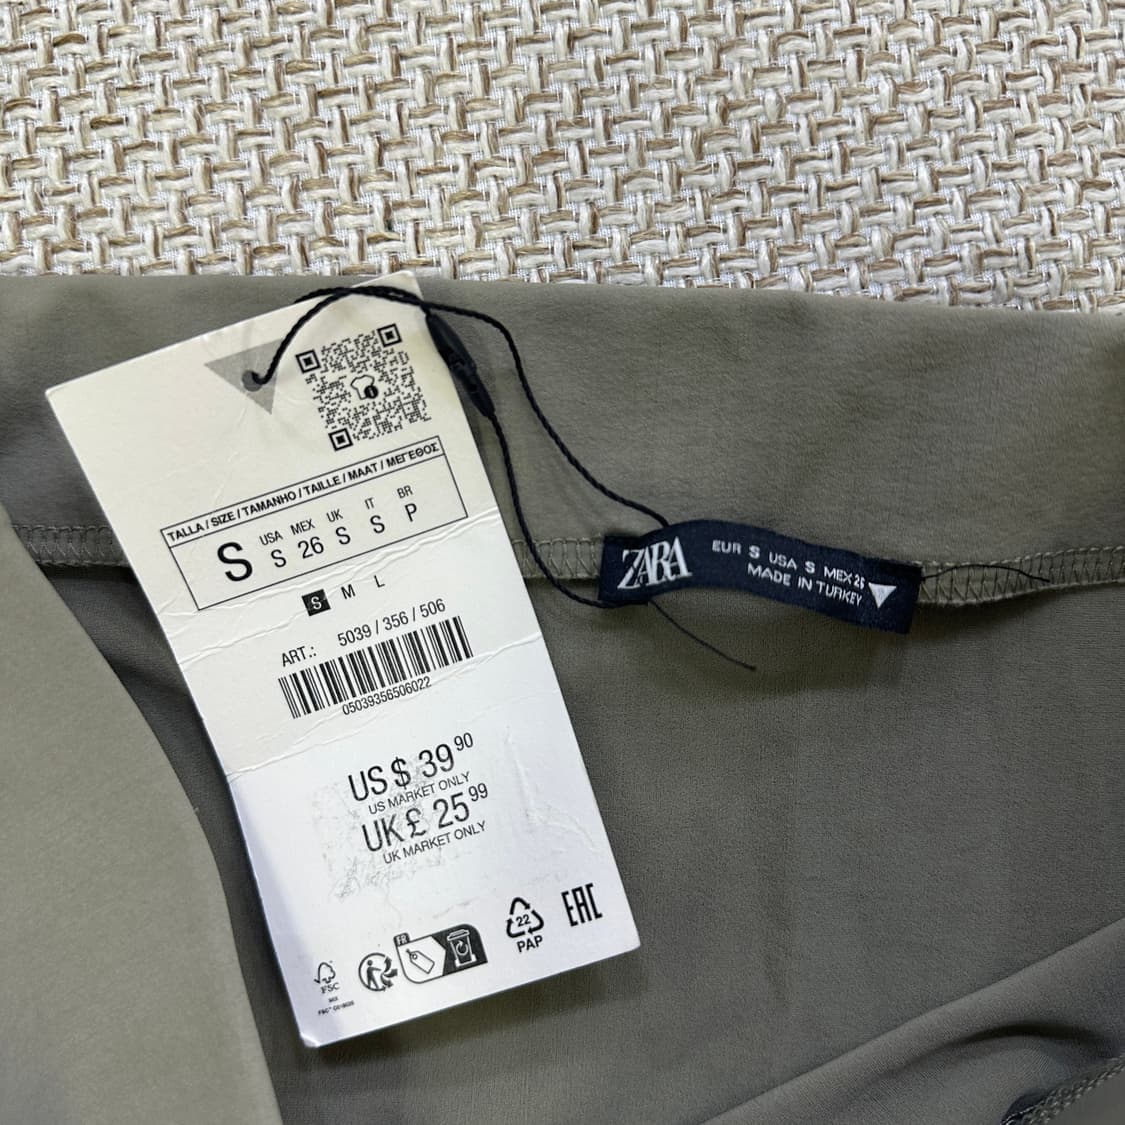 TALLA / SIZE / TAMANHO / TAILLE / MAAT / ΜΕΓΕΘΟΣ
USA MEX UK IT BR
S S 26 S S P
S M L
ART.: 5039 / 356 / 506
05039356506022
US $ 39 90
US MARKET ONLY
UK £ 25 99
UK MARKET ONLY
FR
22
PAP
EAC
FSC
MIX
ZARA
EUR S USA S MEX 26
MADE IN TURKEY